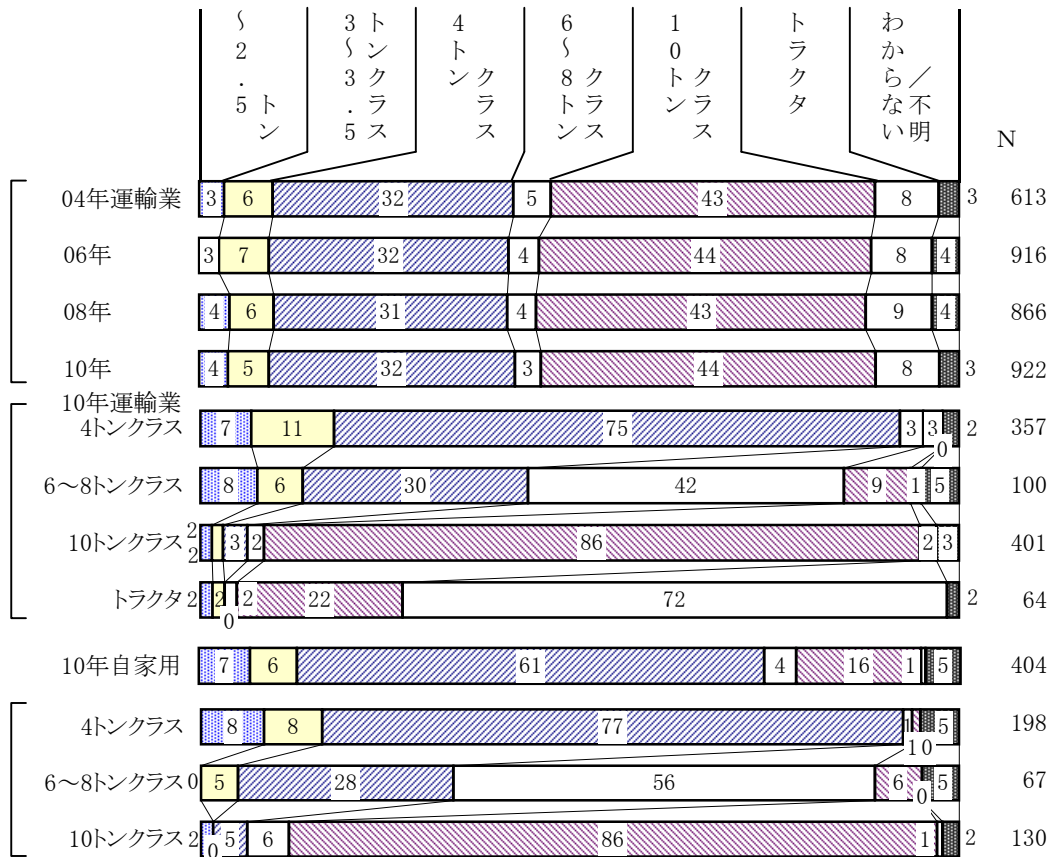 ～2.5トン
3～3.5トンクラス
4トンクラス
6～8トンクラス
10トンクラス
トラクタ
わからない／不明
N
04年運輸業 3 6 32 5 43 8 3 613
06年 3 7 32 4 44 8 4 916
08年 4 6 31 4 43 9 4 866
10年 4 5 32 3 44 8 3 922
10年運輸業
4トンクラス 7 11 75 3 3 0 2 357
6～8トンクラス 8 6 30 42 9 1 5 100
10トンクラス 2 2 3 2 86 2 3 401
トラクタ 2 2 0 2 22 72 2 64
10年自家用 7 6 61 4 16 1 5 404
4トンクラス 8 8 77 1 1 0 5 198
6～8トンクラス 0 5 28 56 6 0 5 67
10トンクラス 2 0 5 6 86 1 2 130